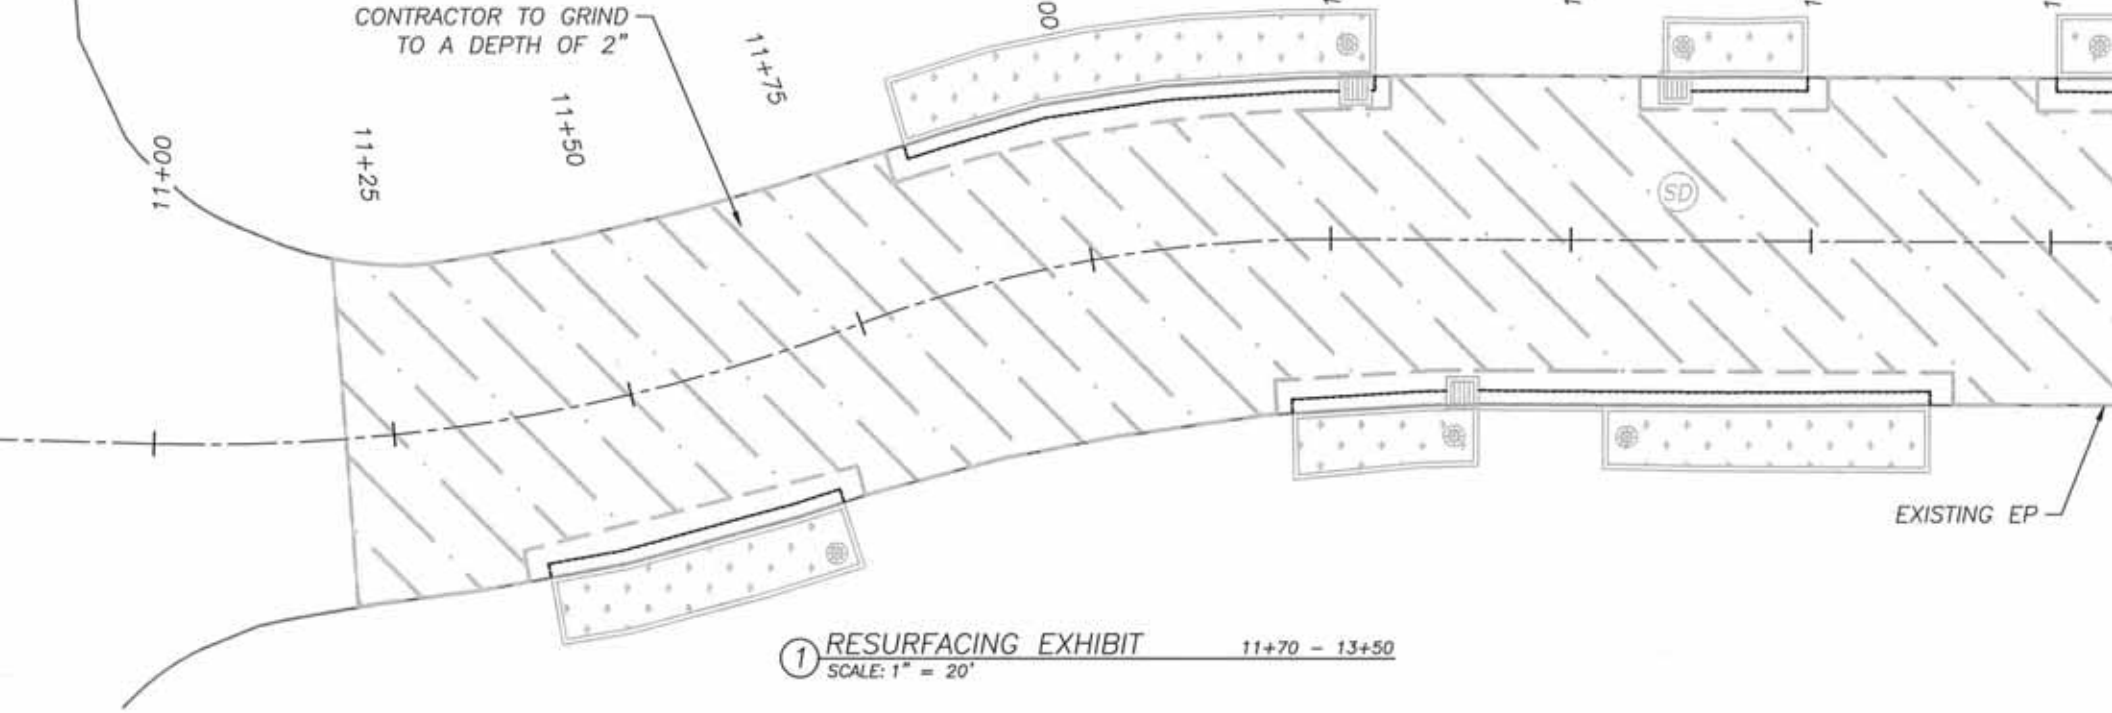 CONTRACTOR TO GRIND
TO A DEPTH OF 2"
11+00
11+25
11+50
11+75
00
SD
EXISTING EP
1 RESURFACING EXHIBIT 11+70 - 13+50
SCALE: 1" = 20'